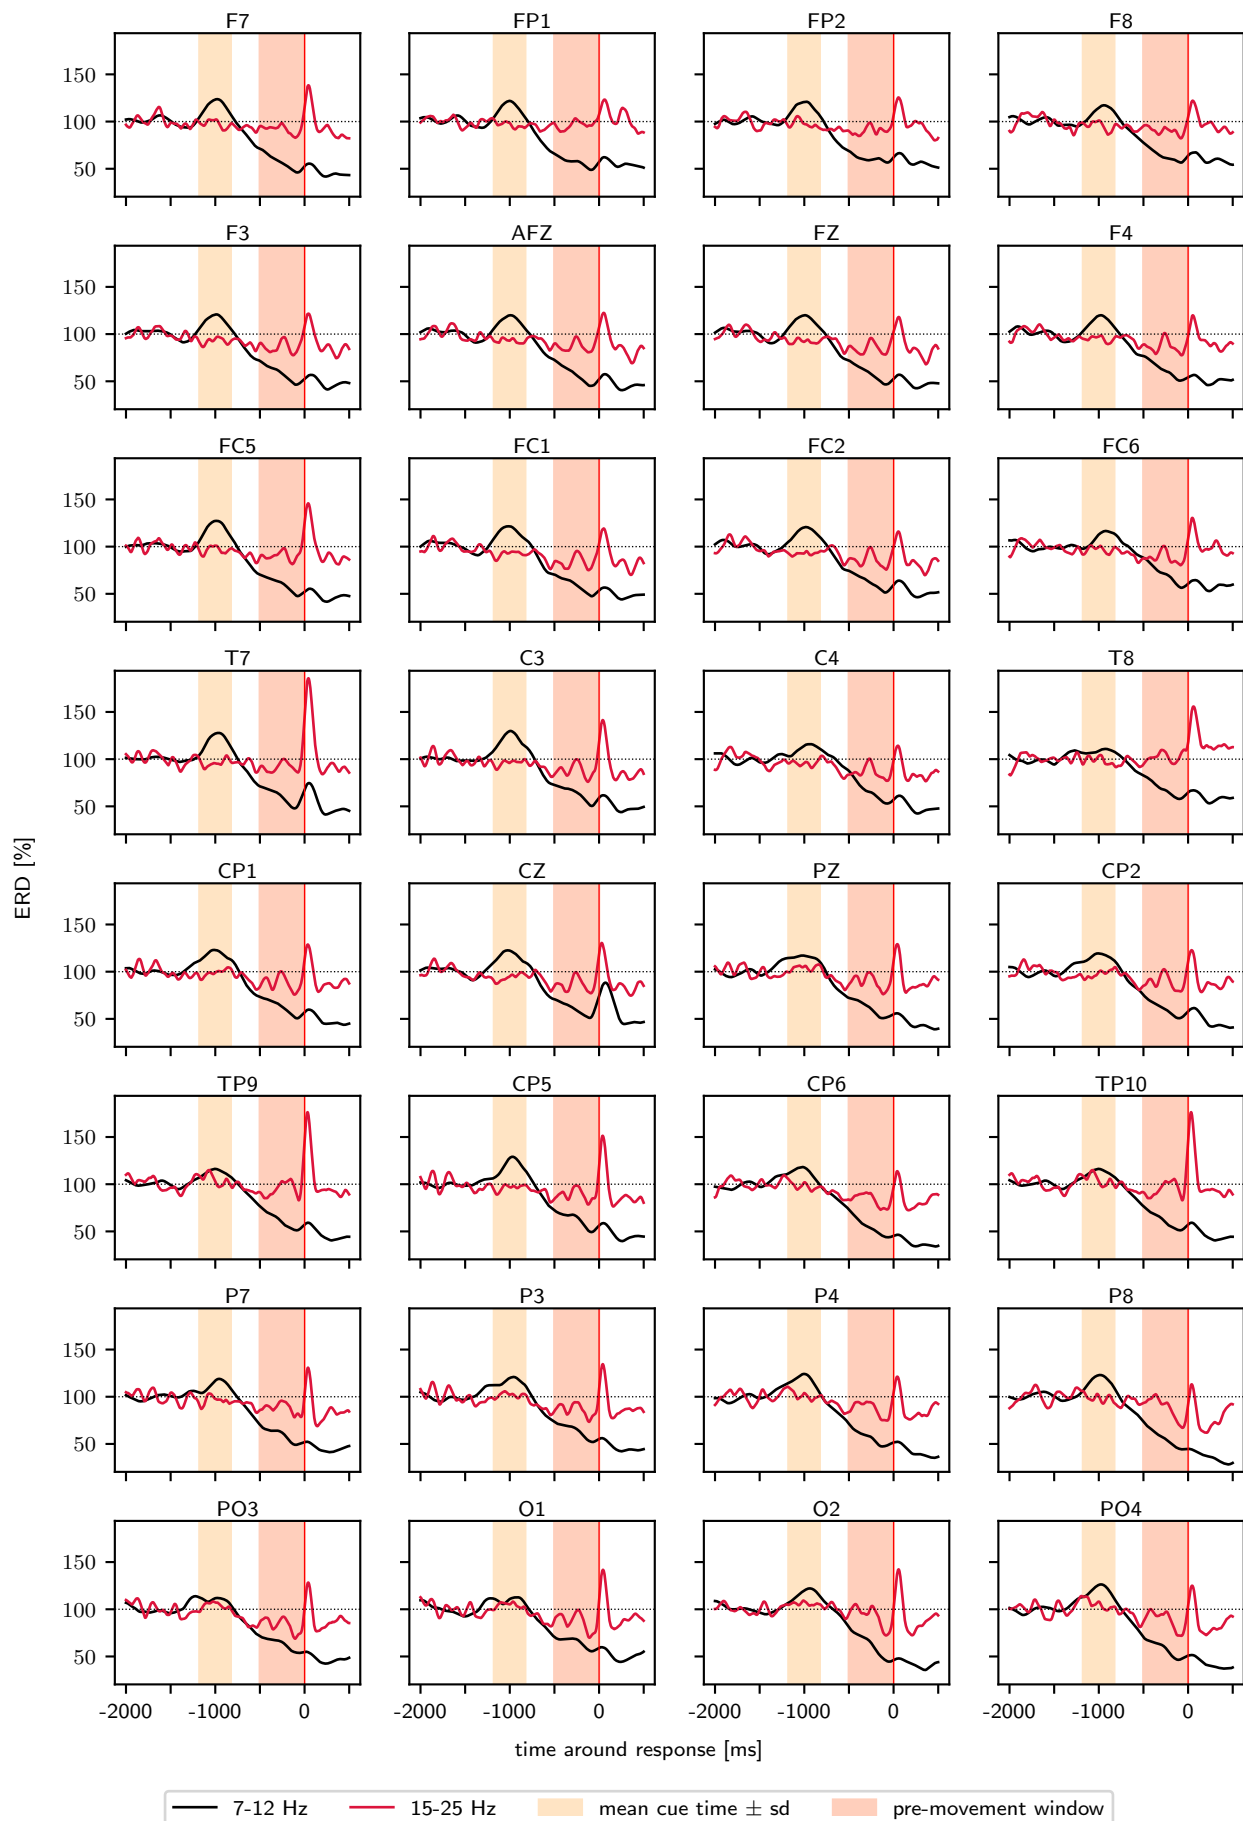 F7 FP1 FP2 F8
150
100
50
F3 AFZ FZ F4
150
100
50
FC5 FC1 FC2 FC6
150
100
50
T7 C3 C4 T8
150
100
50
ERD [%]
CP1 CZ PZ CP2
150
100
50
TP9 CP5 CP6 TP10
150
100
50
P7 P3 P4 P8
150
100
50
PO3 O1 O2 PO4
150
100
50
-2000 -1000 0 -2000 -1000 0 -2000 -1000 0 -2000 -1000 0
time around response [ms]
7-12 Hz 15-25 Hz mean cue time ± sd pre-movement window